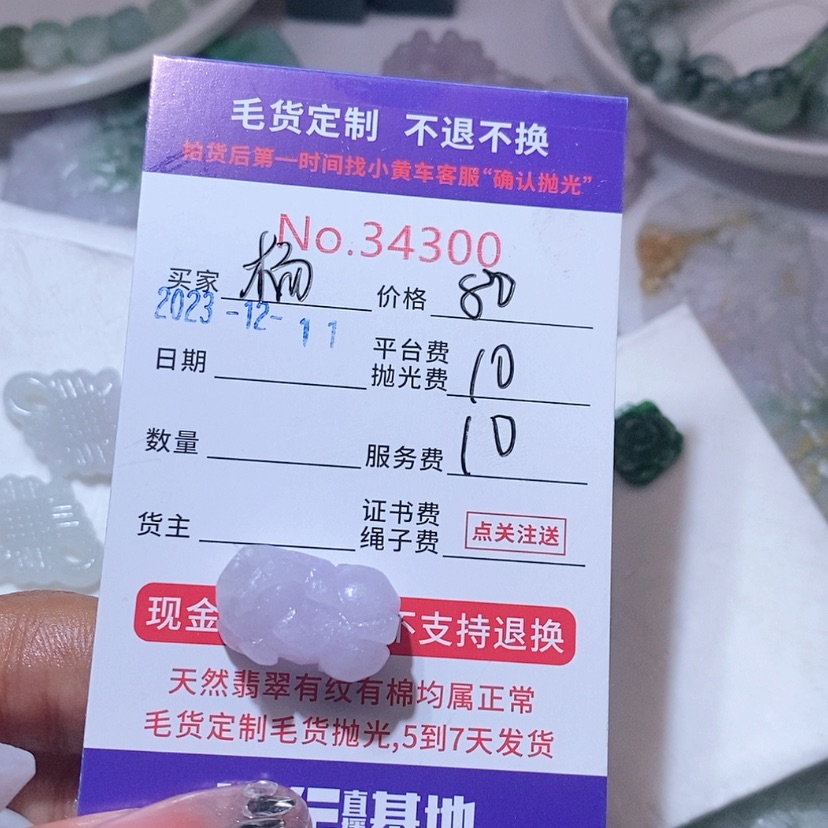 毛货定制 不退不换
拍货后第一时间找小黄车客服“确认抛光”
No.34300
买家 杨 价格 80
2023-12-11
日期 平台费 抛光费 10
数量 服务费 10
货主 证书费 绳子费 点关注送
现金 不支持退换
天然翡翠有纹有棉均属正常
毛货定制毛货抛光,5到7天发货
直播基地